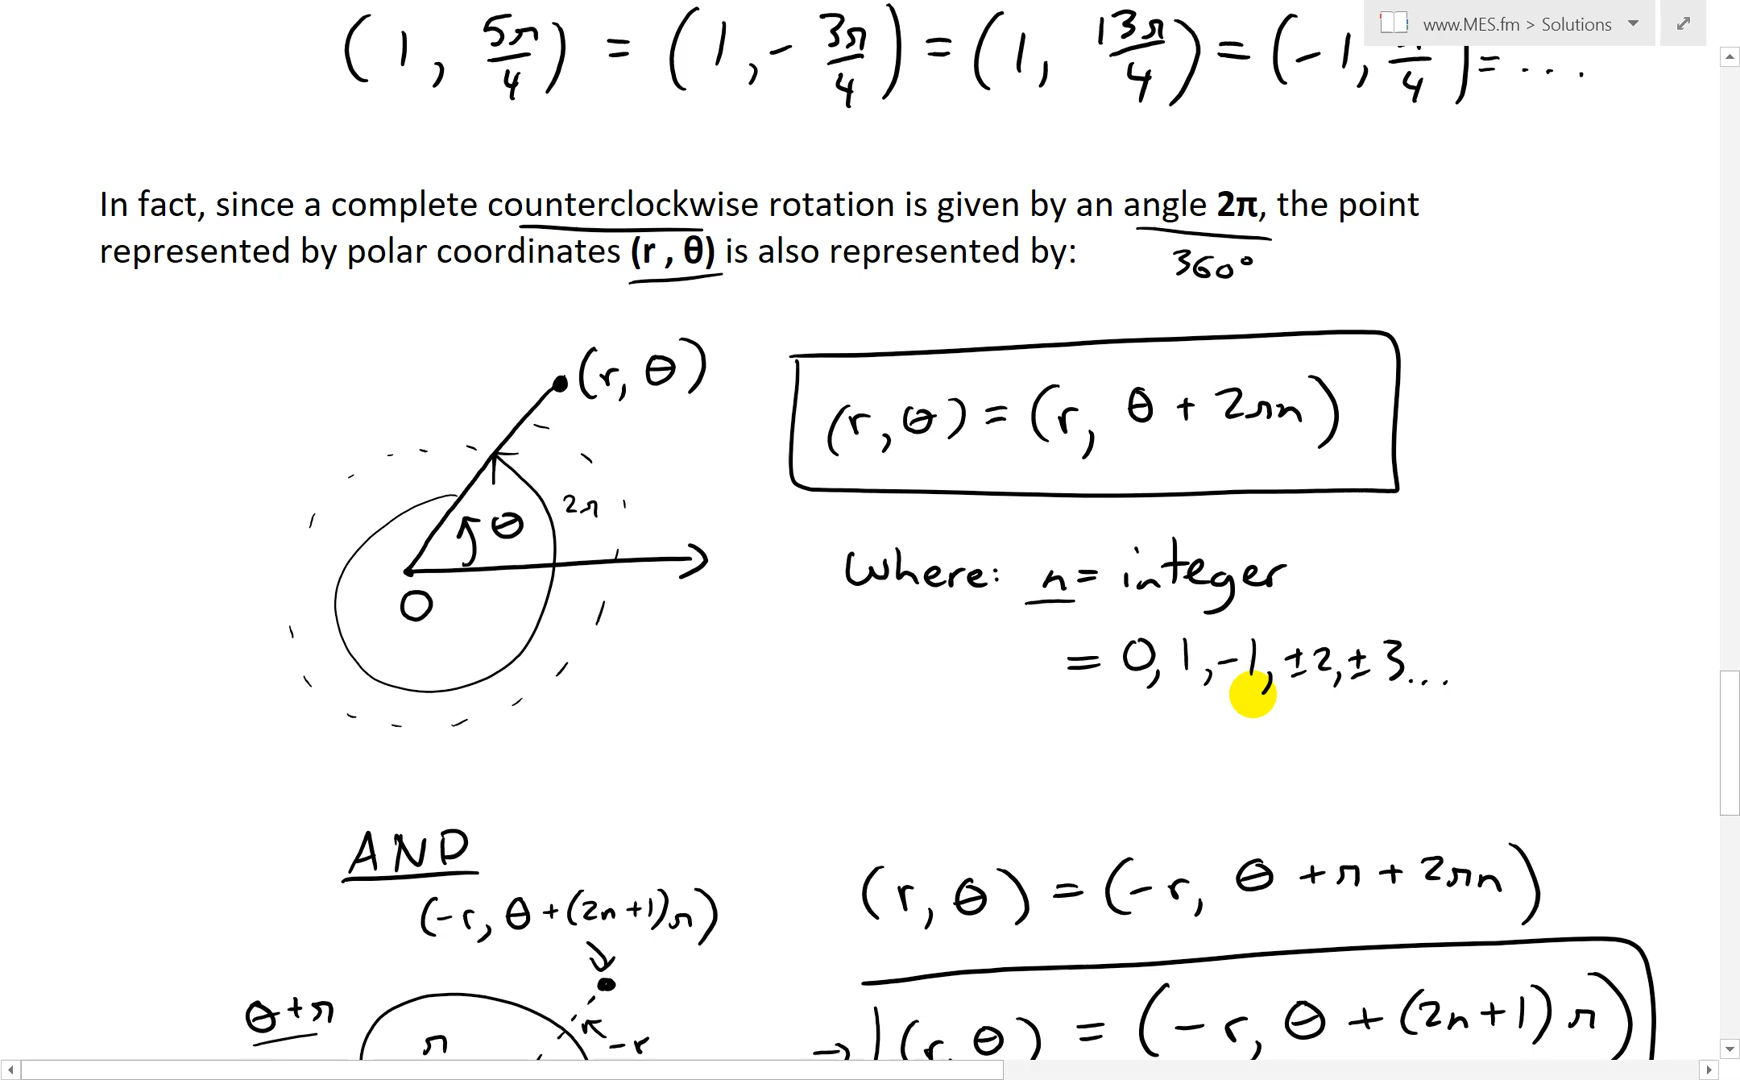 www.MES.fm > Solutions
(1, 5π/4) = (1, -3π/4) = (1, 13π/4) = (-1, π/4) = ...
In fact, since a complete counterclockwise rotation is given by an angle 2π, the point
represented by polar coordinates (r , θ) is also represented by:
360°
(r, θ)
(r, θ) = (r, θ + 2πn)
2π
θ
O
Where: n = integer
= 0, 1, -1, ±2, ±3...
AND
(-r, θ + (2n+1)π)
(r, θ) = (-r, θ + π + 2πn)
θ+π
π
-r
→ (r, θ) = (-r, θ + (2n+1)π)